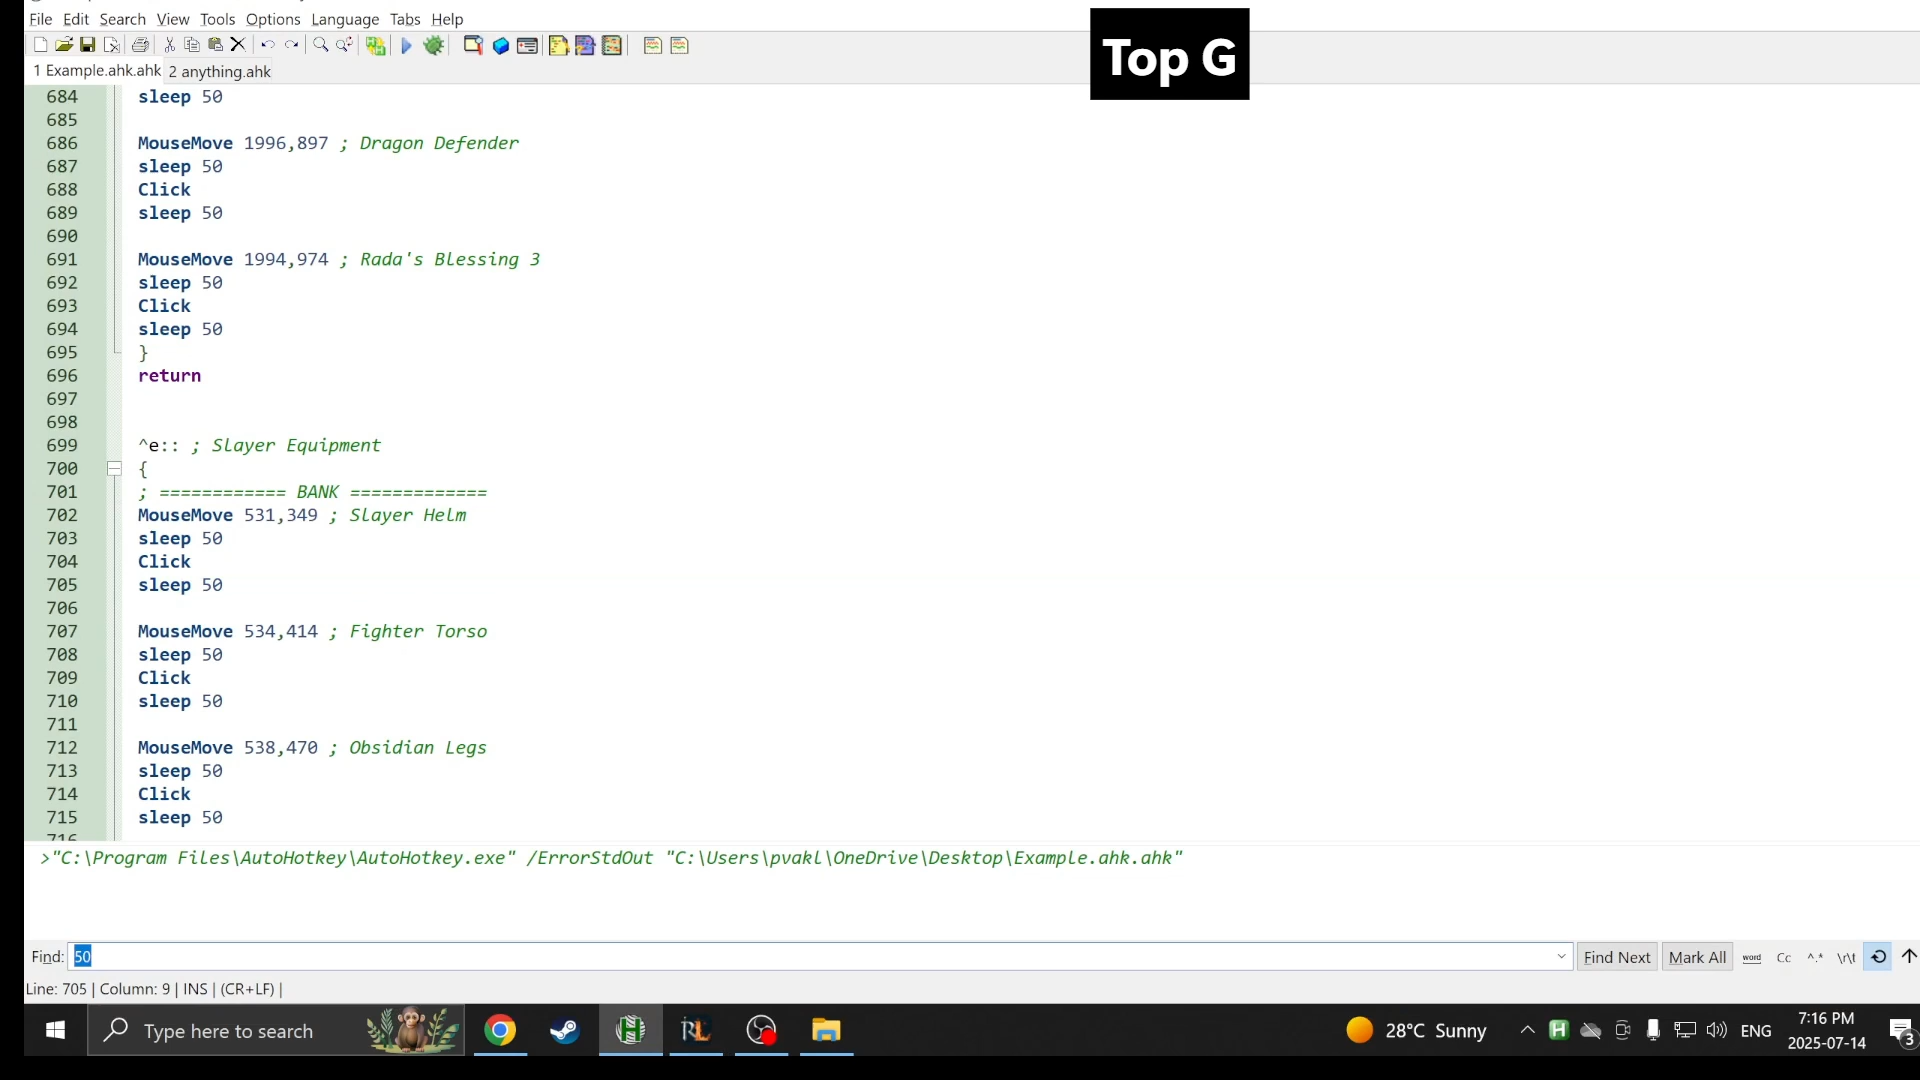 File Edit Search View Tools Options Language Tabs Help
Top G
1 Example.ahk.ahk 2 anything.ahk
684 sleep 50
685
686 MouseMove 1996,897 ; Dragon Defender
687 sleep 50
688 Click
689 sleep 50
690
691 MouseMove 1994,974 ; Rada's Blessing 3
692 sleep 50
693 Click
694 sleep 50
695 }
696 return
697
698
699 ^e:: ; Slayer Equipment
700 {
701 ; ============ BANK =============
702 MouseMove 531,349 ; Slayer Helm
703 sleep 50
704 Click
705 sleep 50
706
707 MouseMove 534,414 ; Fighter Torso
708 sleep 50
709 Click
710 sleep 50
711
712 MouseMove 538,470 ; Obsidian Legs
713 sleep 50
714 Click
715 sleep 50
716
>"C:\Program Files\AutoHotkey\AutoHotkey.exe" /ErrorStdOut "C:\Users\pvakl\OneDrive\Desktop\Example.ahk.ahk"
Find: 50 Find Next Mark All word Cc ^.* \r\t
Line: 705 | Column: 9 | INS | (CR+LF) |
Type here to search 28°C Sunny ENG 7:16 PM
2025-07-14 3